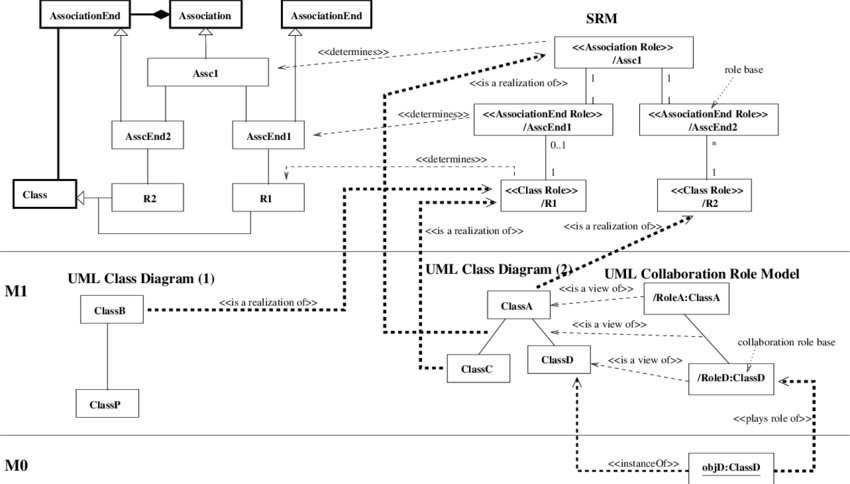 AssociationEnd
Association
AssociationEnd
SRM
<<Association Role>>
/Assc1
<<determines>>
Assc1
<<is a realization of>>
1
1
role base
1
1
<<AssociationEnd Role>>
/AsscEnd1
<<AssociationEnd Role>>
/AsscEnd2
<<determines>>
AsscEnd2
AsscEnd1
0..1
*
<<determines>>
1
1
Class
R2
R1
<<Class Role>>
/R1
<<Class Role>>
/R2
<<is a realization of>>
<<is a realization of>>
M1
UML Class Diagram (1)
UML Class Diagram (2)
UML Collaboration Role Model
<<is a view of>>
/RoleA:ClassA
ClassB
<<is a realization of>>
ClassA
<<is a view of>>
collaboration role base
ClassC
ClassD
<<is a view of>>
/RoleD:ClassD
ClassP
<<plays role of>>
M0
<<instanceOf>>
objD:ClassD